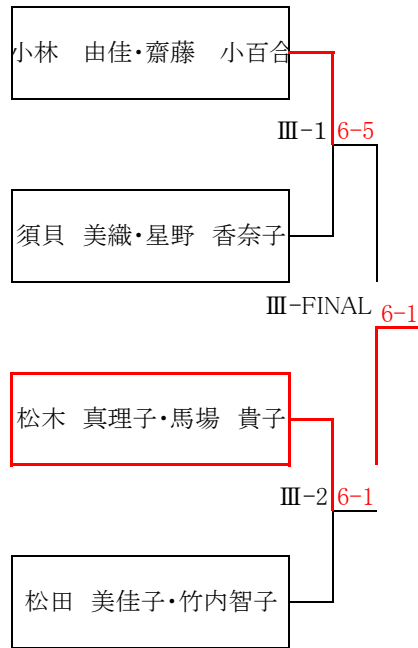 小林　由佳・齋藤　小百合
Ⅲ-1 6-5
須貝　美織・星野　香奈子
Ⅲ-FINAL 6-1
松木　真理子・馬場　貴子
Ⅲ-2 6-1
松田　美佳子・竹内智子